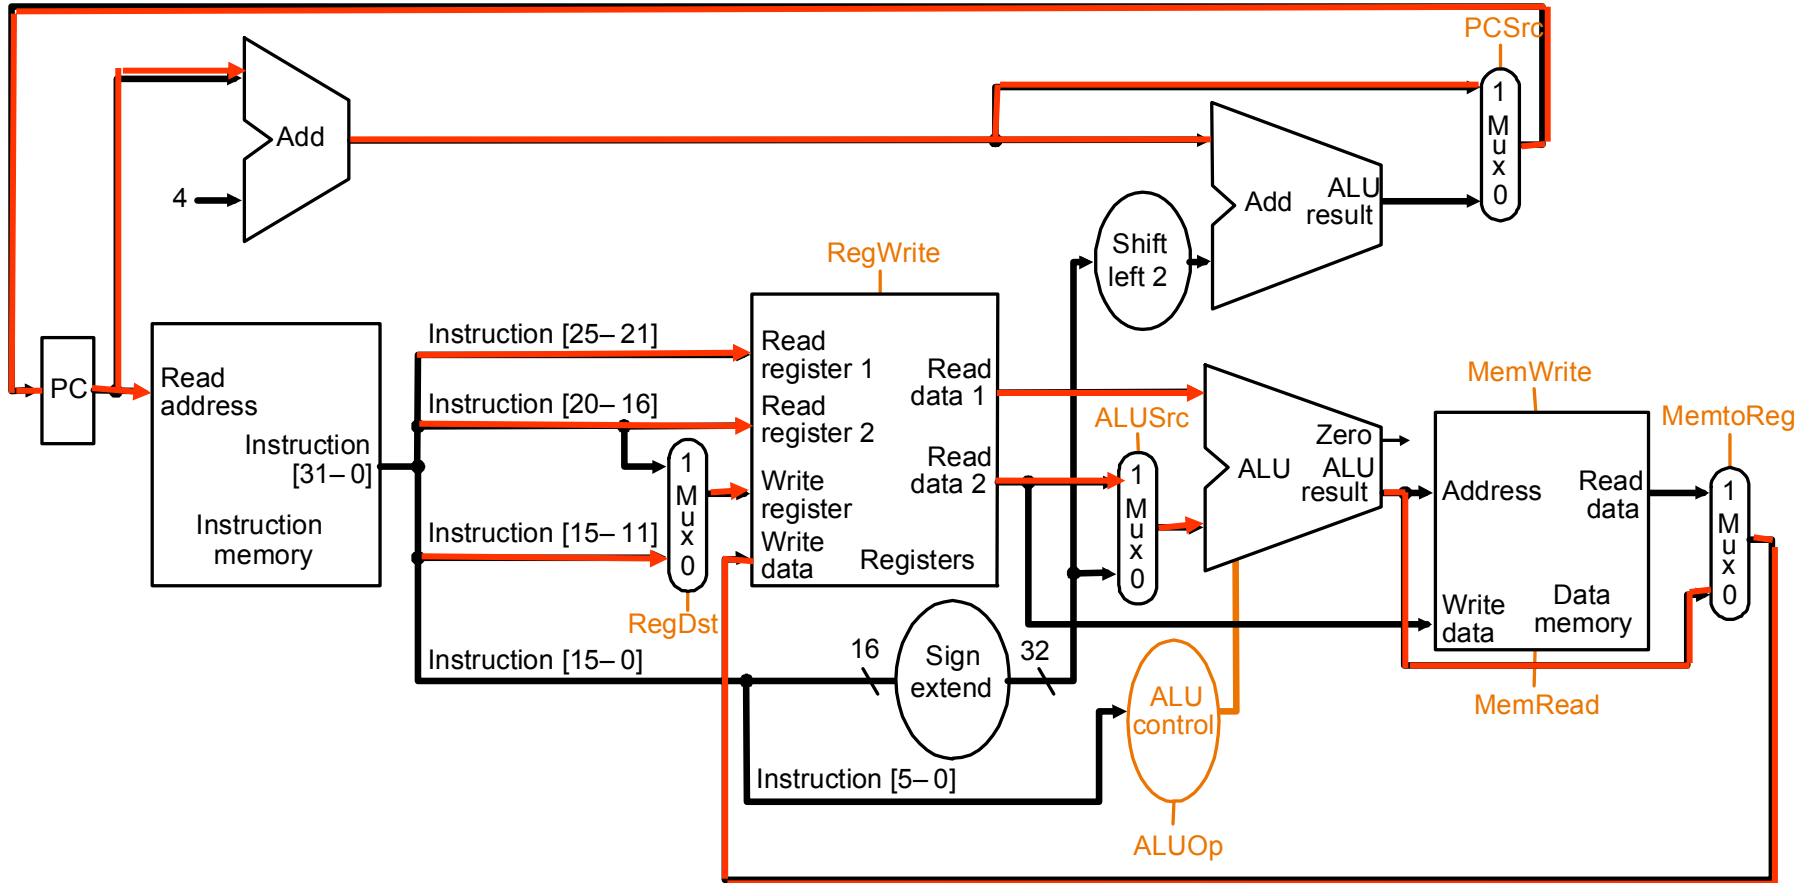 PCSrc
1
M
u
x
0
Add
4
ALU
result
Add
Shift
left 2
RegWrite
Instruction [25– 21]
Read
register 1
Read
data 1
PC
Read
address
Instruction [20– 16]
Read
register 2
Instruction
[31– 0]
Read
data 2
1
M
u
x
0
Write
register
Instruction
memory
Instruction [15– 11]
Write
data
Registers
RegDst
ALUSrc
1
M
u
x
0
Zero
ALU
ALU
result
MemWrite
MemtoReg
Address
Read
data
1
M
u
x
0
Write
data
Data
memory
MemRead
Instruction [15– 0]
16
Sign
extend
32
ALU
control
Instruction [5– 0]
ALUOp